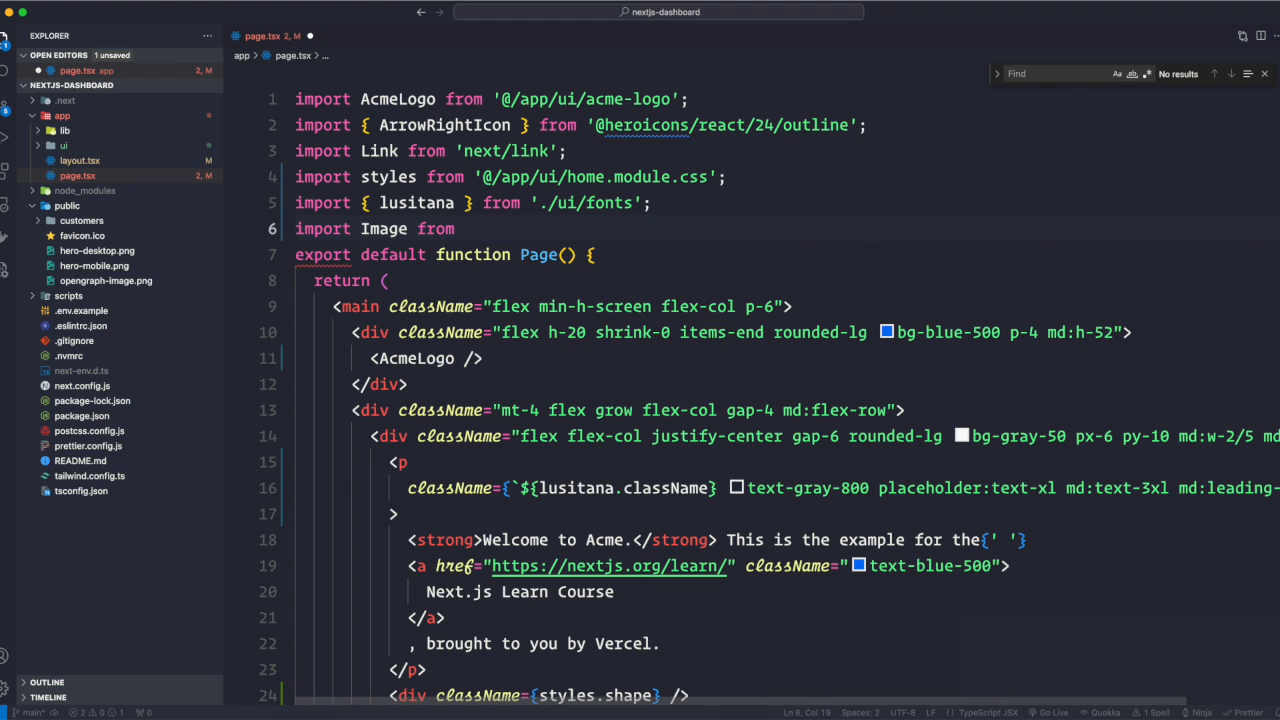 nextjs-dashboard
EXPLORER
page.tsx 2, M
OPEN EDITORS 1 unsaved
page.tsx app 2, M
NEXTJS-DASHBOARD
.next
app
lib
ui
layout.tsx M
page.tsx 2, M
node_modules
public
customers
favicon.ico
hero-desktop.png
hero-mobile.png
opengraph-image.png
scripts
.env.example
.eslintrc.json
.gitignore
.nvmrc
next-env.d.ts
next.config.js
package-lock.json
package.json
postcss.config.js
prettier.config.js
README.md
tailwind.config.ts
tsconfig.json
OUTLINE
TIMELINE
app > page.tsx > ...
Find Aa ab .* No results
1 import AcmeLogo from '@/app/ui/acme-logo';
2 import { ArrowRightIcon } from '@heroicons/react/24/outline';
3 import Link from 'next/link';
4 import styles from '@/app/ui/home.module.css';
5 import { lusitana } from './ui/fonts';
6 import Image from
7 export default function Page() {
8 return (
9 <main className="flex min-h-screen flex-col p-6">
10 <div className="flex h-20 shrink-0 items-end rounded-lg bg-blue-500 p-4 md:h-52">
11 <AcmeLogo />
12 </div>
13 <div className="mt-4 flex grow flex-col gap-4 md:flex-row">
14 <div className="flex flex-col justify-center gap-6 rounded-lg bg-gray-50 px-6 py-10 md:w-2/5 md
15 <p
16 className={`${lusitana.className} text-gray-800 placeholder:text-xl md:text-3xl md:leading-
17 >
18 <strong>Welcome to Acme.</strong> This is the example for the{' '}
19 <a href="https://nextjs.org/learn/" className="text-blue-500">
20 Next.js Learn Course
21 </a>
22 , brought to you by Vercel.
23 </p>
24 <div className={styles.shape} />
main* 2 0 1 0 Ln 6, Col 19 Spaces: 2 UTF-8 LF {} TypeScript JSX Go Live Quokka 1 Spell Ninja Prettier